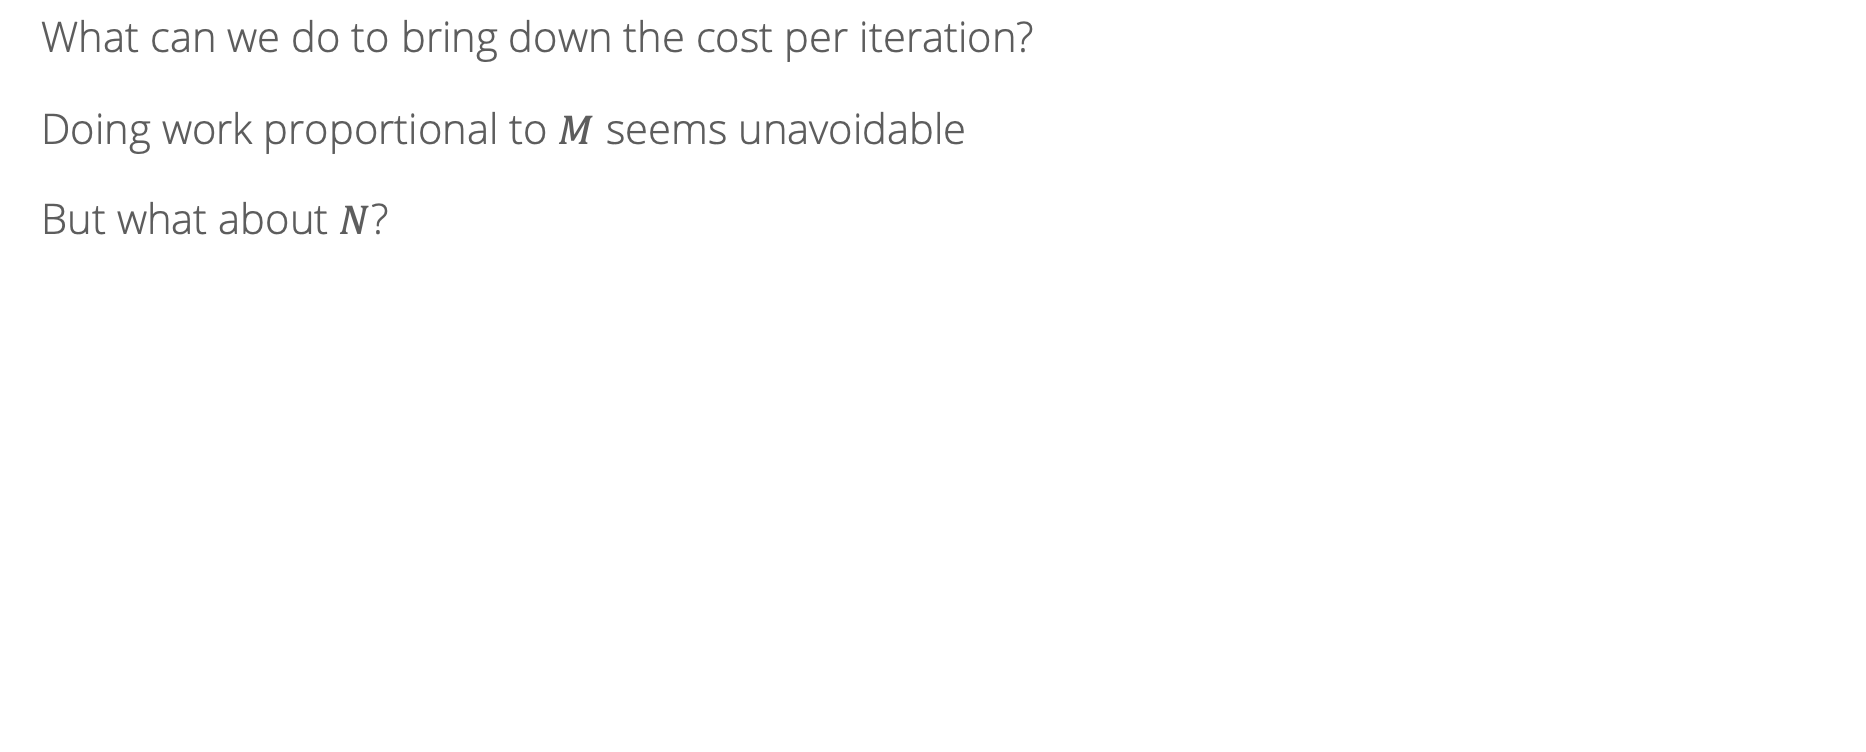 What can we do to bring down the cost per iteration?
Doing work proportional to M seems unavoidable
But what about N?